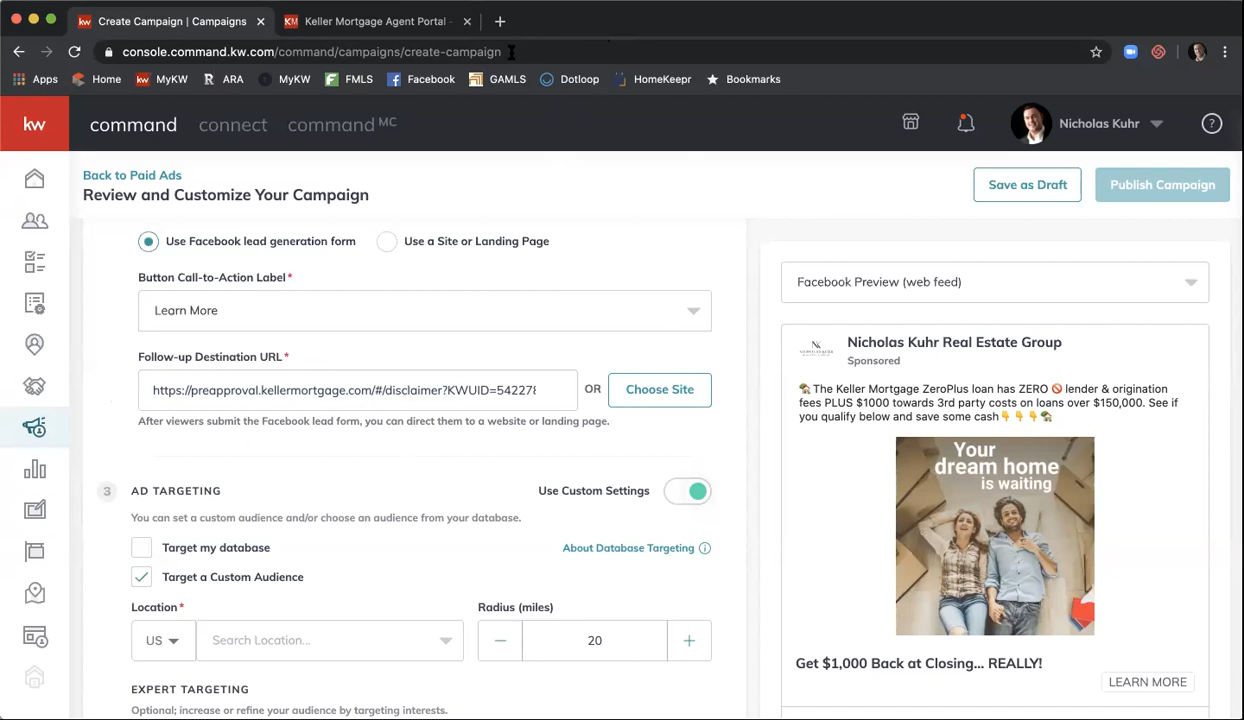 Create Campaign | Campaigns
Keller Mortgage Agent Portal -
console.command.kw.com/command/campaigns/create-campaign
Apps
Home
kw MyKW
R ARA
MyKW
FMLS
Facebook
GAMLS
Dotloop
HomeKeepr
Bookmarks
kw
command
connect
command MC
Nicholas Kuhr
?
Back to Paid Ads
Review and Customize Your Campaign
Save as Draft
Publish Campaign
Use Facebook lead generation form
Use a Site or Landing Page
Button Call-to-Action Label*
Learn More
Follow-up Destination URL*
https://preapproval.kellermortgage.com/#/disclaimer?KWUID=54227
OR
Choose Site
After viewers submit the Facebook lead form, you can direct them to a website or landing page.
3
AD TARGETING
Use Custom Settings
You can set a custom audience and/or choose an audience from your database.
Target my database
About Database Targeting
Target a Custom Audience
Location*
Radius (miles)
US
Search Location...
20
EXPERT TARGETING
Optional; increase or refine your audience by targeting interests.
Facebook Preview (web feed)
Nicholas Kuhr Real Estate Group
Sponsored
🏡The Keller Mortgage ZeroPlus loan has ZERO 🚫 lender & origination
fees PLUS $1000 towards 3rd party costs on loans over $150,000. See if
you qualify below and save some cash👇👇👇🏡
Your
dream home
is waiting
Get $1,000 Back at Closing... REALLY!
LEARN MORE